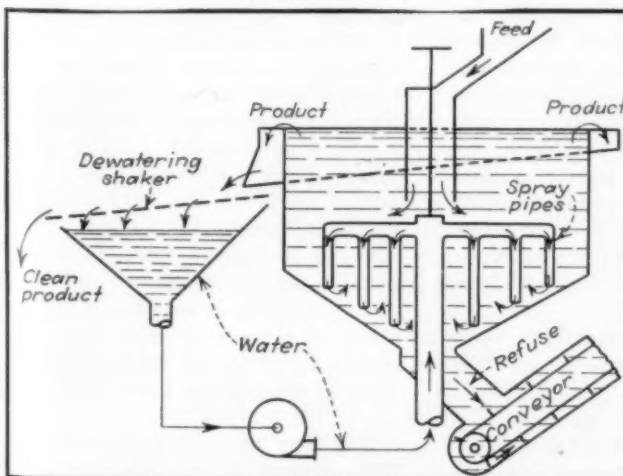 Feed
Product
Product
Dewatering
shaker
Spray
pipes
Clean
product
Water
Refuse
Conveyor